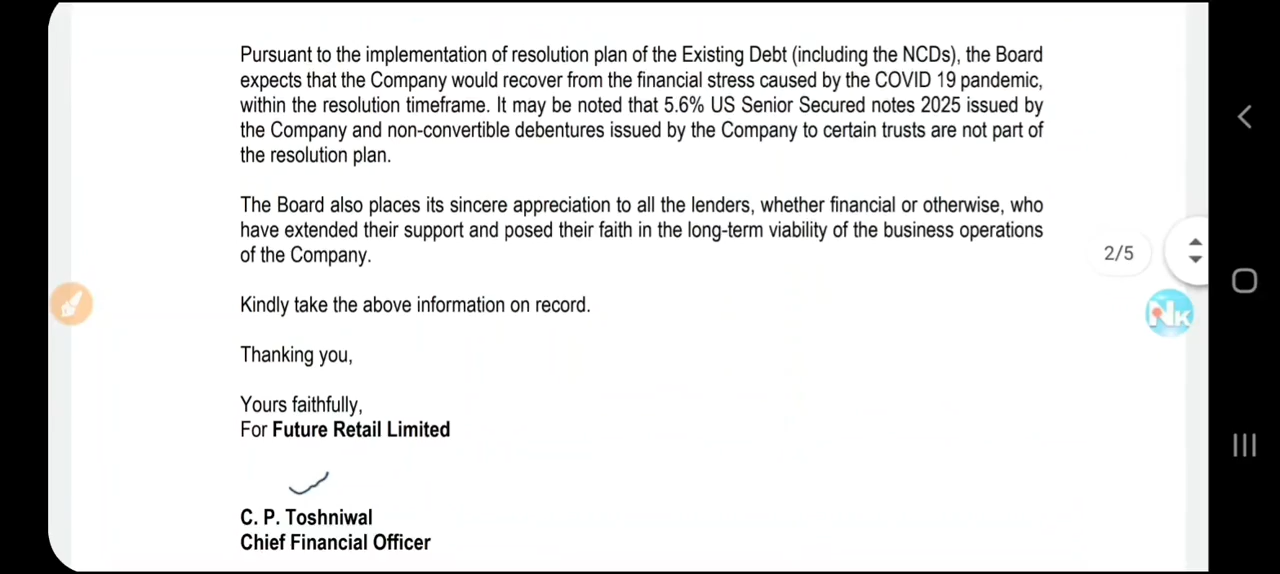 Pursuant to the implementation of resolution plan of the Existing Debt (including the NCDs), the Board
expects that the Company would recover from the financial stress caused by the COVID 19 pandemic,
within the resolution timeframe. It may be noted that 5.6% US Senior Secured notes 2025 issued by
the Company and non-convertible debentures issued by the Company to certain trusts are not part of
the resolution plan.
The Board also places its sincere appreciation to all the lenders, whether financial or otherwise, who
have extended their support and posed their faith in the long-term viability of the business operations
of the Company.
2/5
Kindly take the above information on record.
NK
Thanking you,
Yours faithfully,
For Future Retail Limited
C. P. Toshniwal
Chief Financial Officer